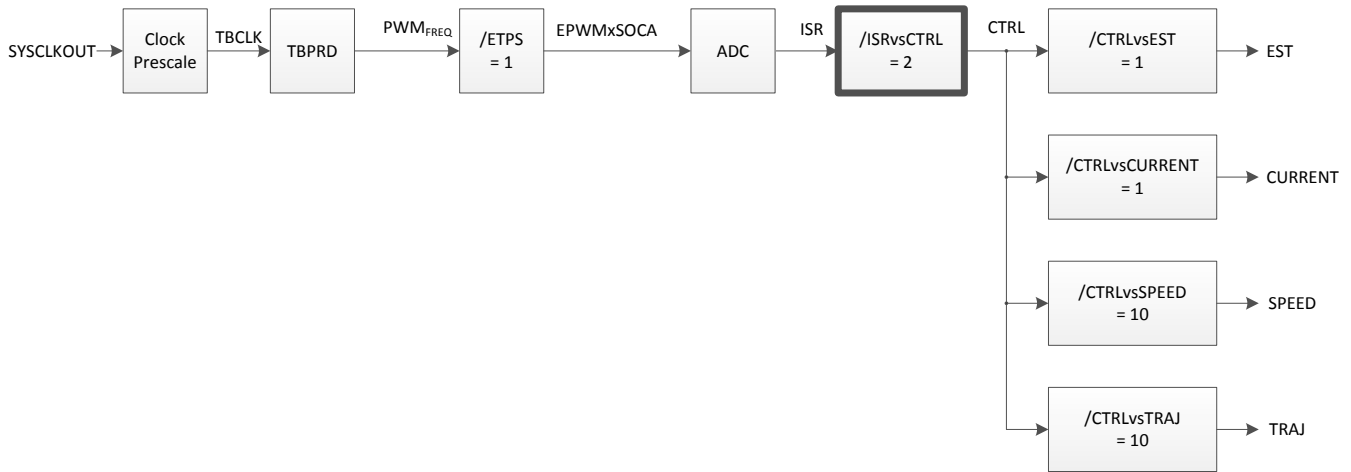 SYSCLKOUT
Clock
Prescale
TBCLK
TBPRD
PWMFREQ
/ETPS
= 1
EPWMxSOCA
ADC
ISR
/ISRvsCTRL
= 2
CTRL
/CTRLvsEST
= 1
EST
/CTRLvsCURRENT
= 1
CURRENT
/CTRLvsSPEED
= 10
SPEED
/CTRLvsTRAJ
= 10
TRAJ